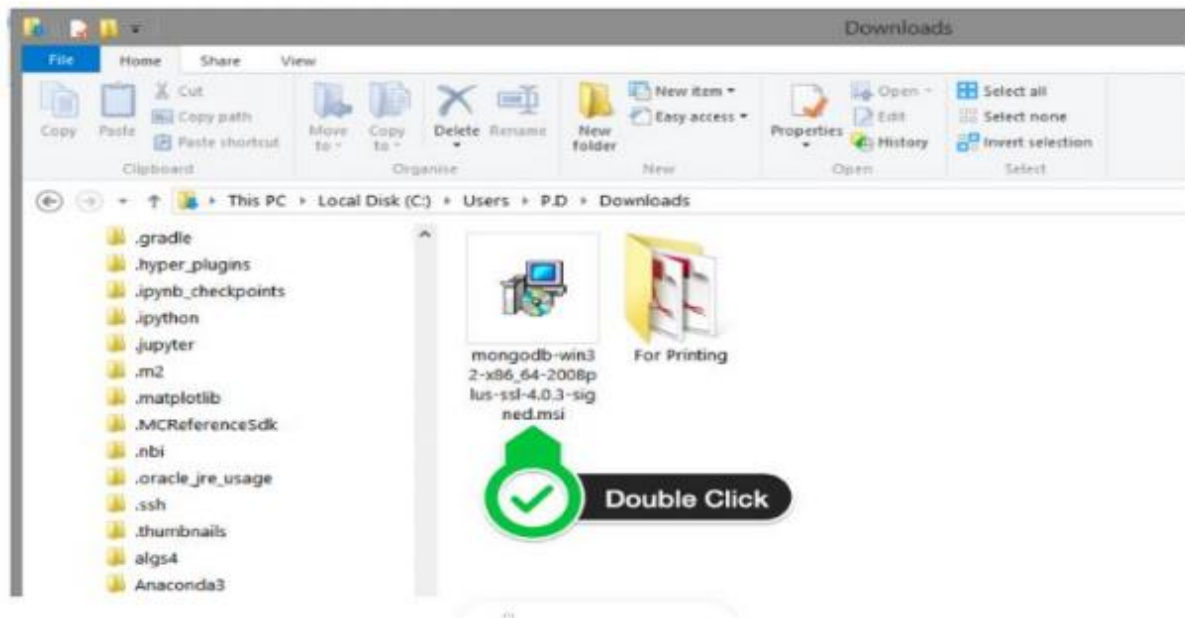 Downloads
File Home Share View
Copy
Paste
Cut
Copy path
Paste shortcut
Clipboard
Move to
Copy to
Delete
Rename
Organise
New folder
New item
Easy access
New
Properties
Open
Edit
History
Open
Select all
Select none
Invert selection
Select
This PC Local Disk (C:) Users P.D Downloads
.gradle
.hyper_plugins
.ipynb_checkpoints
.ipython
.jupyter
.m2
.matplotlib
.MCReferenceSdk
.nbi
.oracle_jre_usage
.ssh
.thumbnails
algs4
Anaconda3
mongodb-win3
2-x86_64-2008p
lus-ssl-4.0.3-sig
ned.msi
For Printing
Double Click